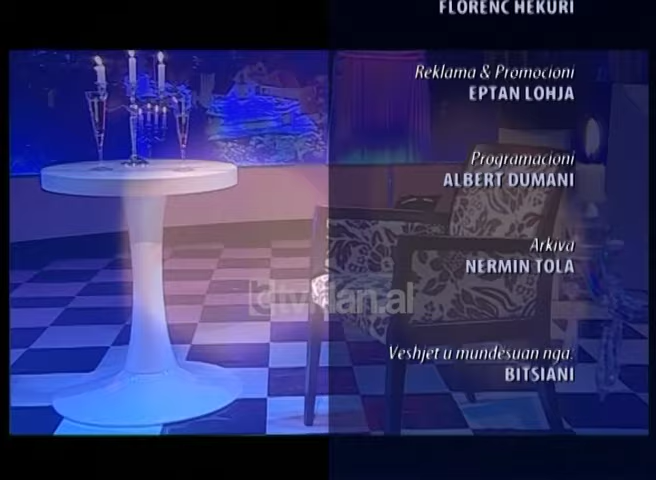 FLORENC HEKURI
Reklama & Promocioni
EPTAN LOHJA
Programacioni
ALBERT DUMANI
Arkiva
NERMIN TOLA
Veshjet u mundësuan nga.
BITSIANI